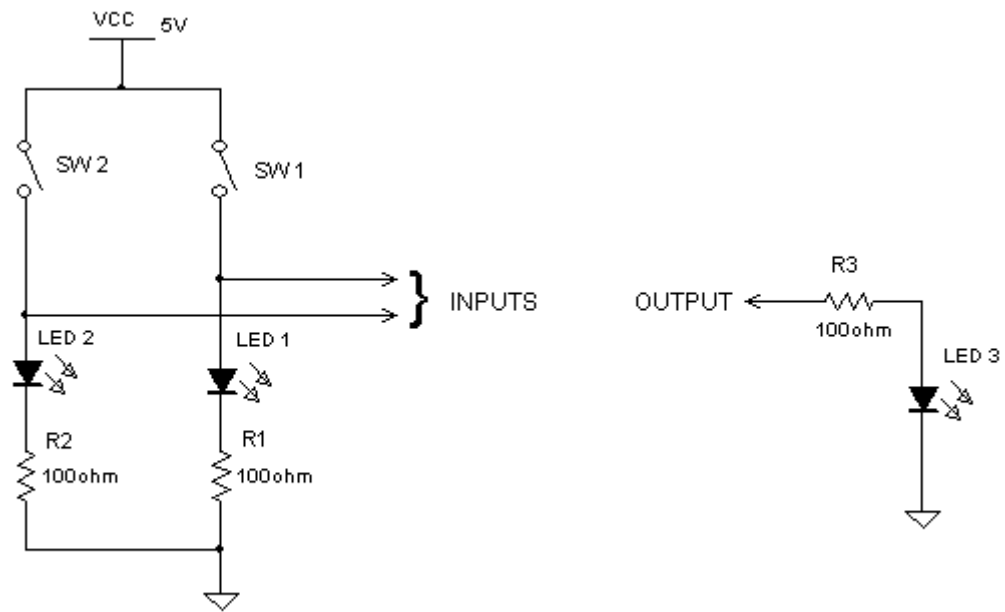 VCC 5V
SW 2
SW 1
INPUTS
OUTPUT
R3
100ohm
LED 2
LED 1
LED 3
R2
100ohm
R1
100ohm